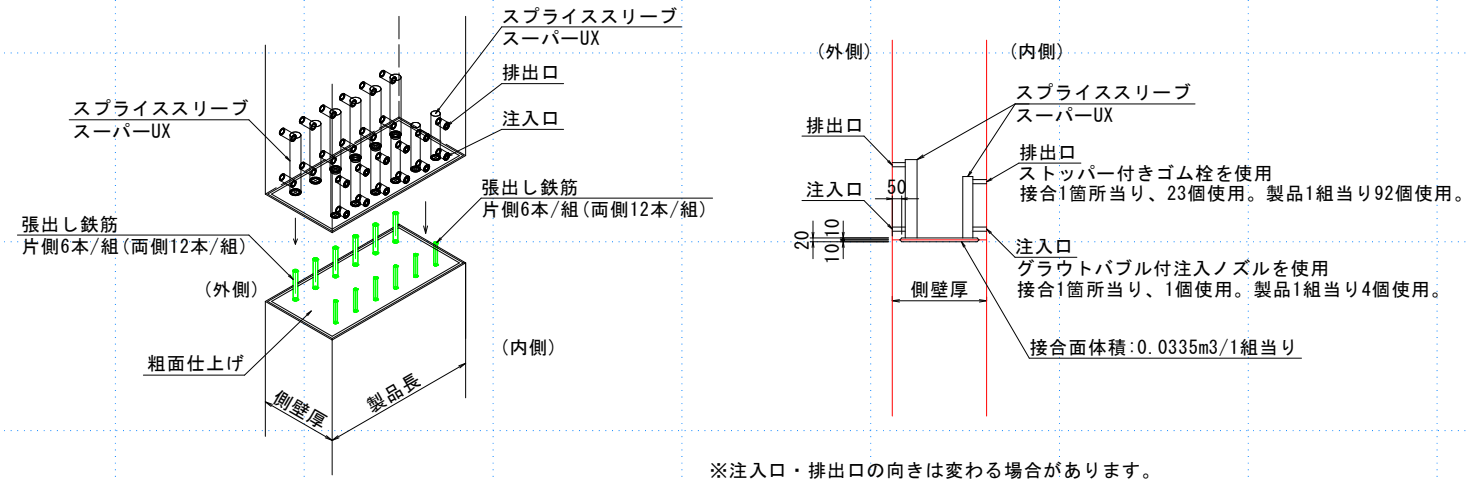 スプライススリーブ
スーパーUX
排出口
注入口
スプライススリーブ
スーパーUX
張出し鉄筋
片側6本/組(両側12本/組)
張出し鉄筋
片側6本/組(両側12本/組)
(外側)
(内側)
粗面仕上げ
側壁厚
製品長
(外側)
(内側)
スプライススリーブ
スーパーUX
排出口
排出口
ストッパー付きゴム栓を使用
接合1箇所当り、23個使用。製品1組当り92個使用。
注入口
50
20
10
10
注入口
グラウトバブル付注入ノズルを使用
接合1箇所当り、1個使用。製品1組当り4個使用。
側壁厚
接合面体積:0.0335m3/1組当り
※注入口・排出口の向きは変わる場合があります。